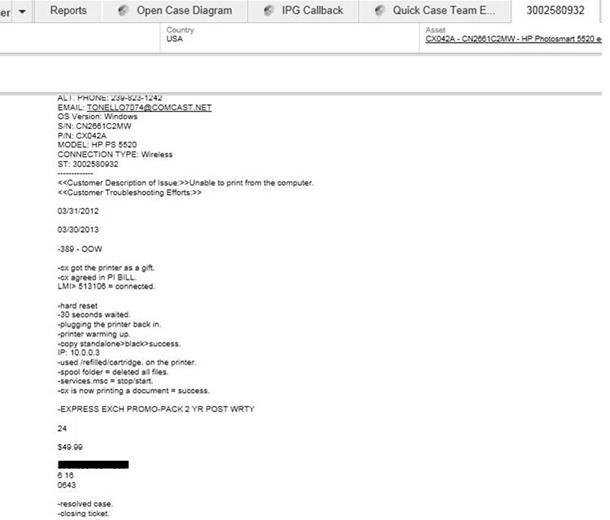 er
Reports
Open Case Diagram
IPG Callback
Quick Case Team E...
3002580932
Country
USA
Asset
CX042A - CN2661C2MW - HP Photosmart 5520 e
ALT. PHONE: 239-823-1242
EMAIL: TONELLO7074@COMCAST.NET
OS Version: Windows
S/N: CN2661C2MW
P/N: CX042A
MODEL: HP PS 5520
CONNECTION TYPE: Wireless
ST: 3002580932
-------------
<<Customer Description of Issue:>>Unable to print from the computer.
<<Customer Troubleshooting Efforts:>>
03/31/2012
03/30/2013
-389 - OOW
-cx got the printer as a gift.
-cx agreed in PI BILL.
LMI> 513106 = connected.
-hard reset
-30 seconds waited.
-plugging the printer back in.
-printer warming up.
-copy standalone>black>success.
IP: 10.0.0.3
-used /refilled/cartridge. on the printer.
-spool folder = deleted all files.
-services.msc = stop/start.
-cx is now printing a document = success.
-EXPRESS EXCH PROMO-PACK 2 YR POST WRTY
24
$49.99
6 16
0643
-resolved case.
-closing ticket.